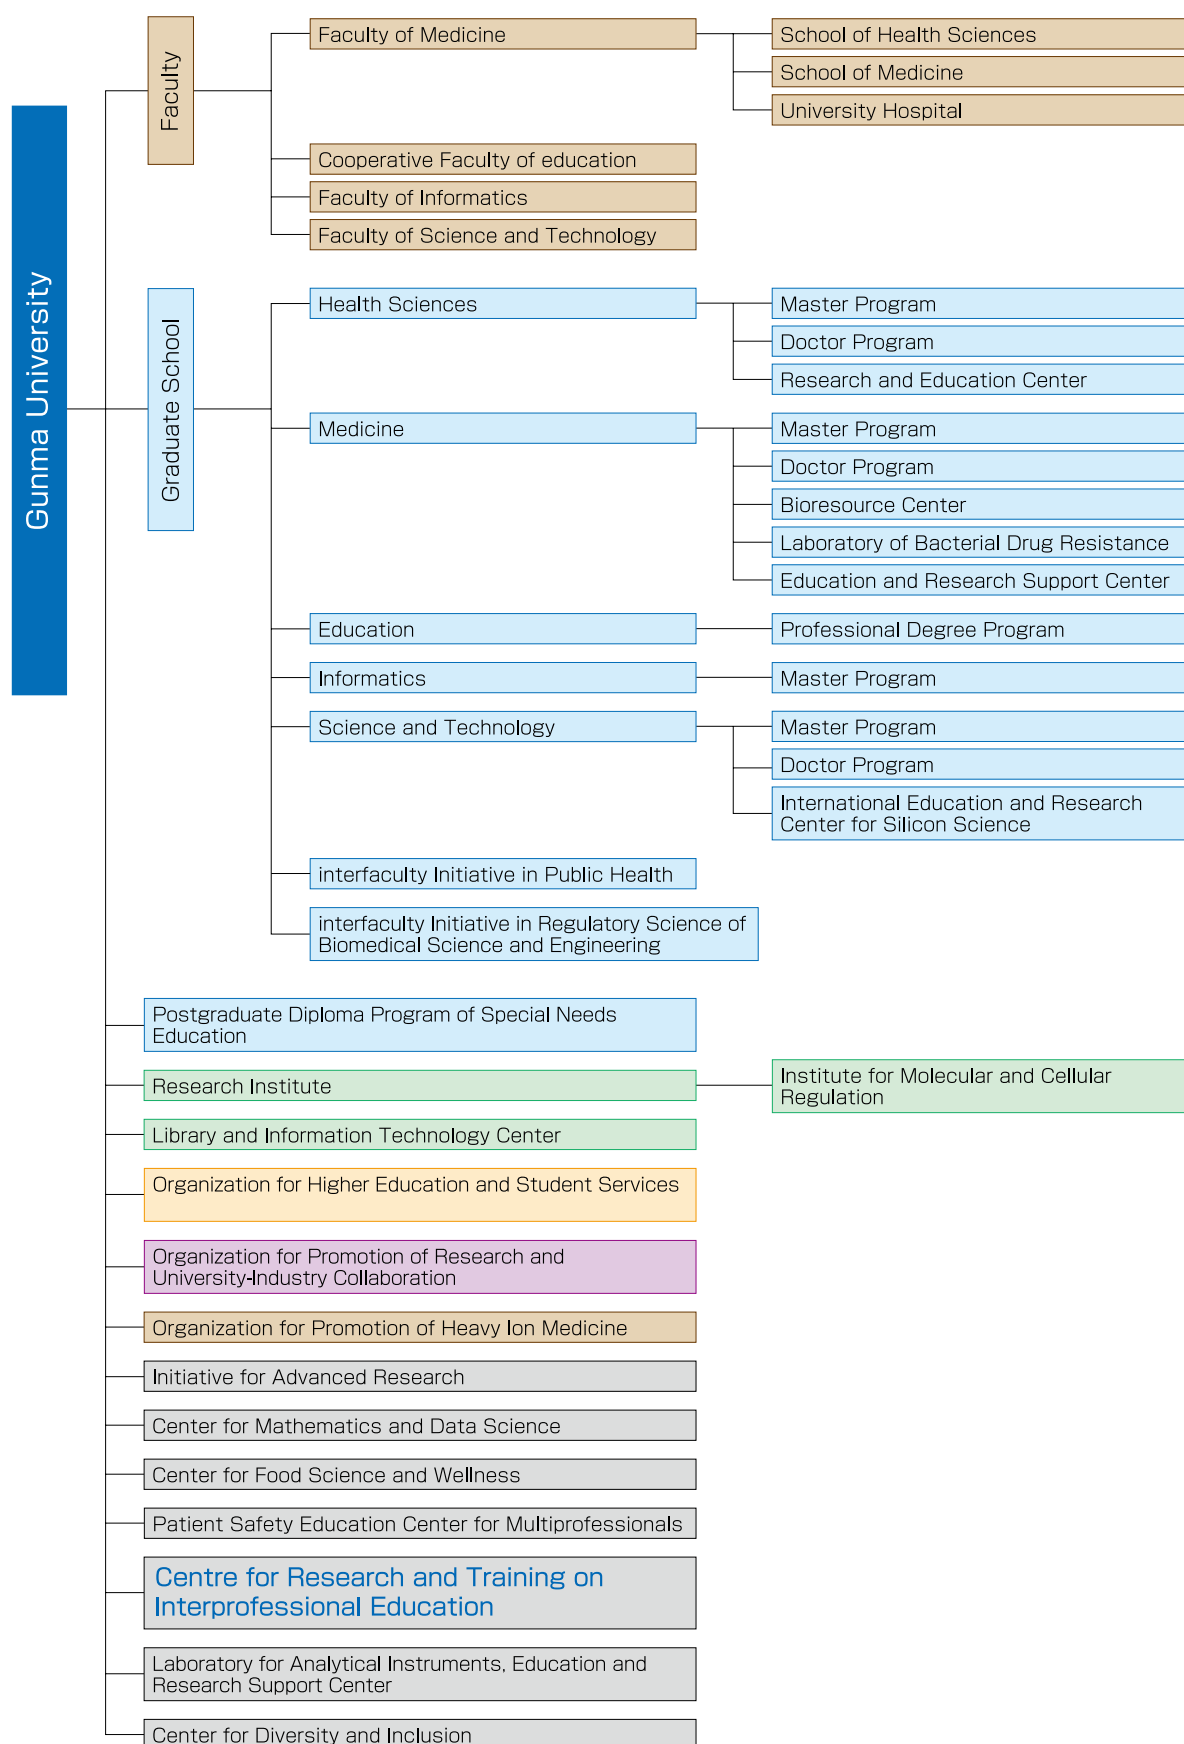 Gunma University
Faculty
Faculty of Medicine
School of Health Sciences
School of Medicine
University Hospital
Cooperative Faculty of education
Faculty of Informatics
Faculty of Science and Technology
Graduate School
Health Sciences
Master Program
Doctor Program
Research and Education Center
Medicine
Master Program
Doctor Program
Bioresource Center
Laboratory of Bacterial Drug Resistance
Education and Research Support Center
Education
Professional Degree Program
Informatics
Master Program
Science and Technology
Master Program
Doctor Program
International Education and Research
Center for Silicon Science
interfaculty Initiative in Public Health
interfaculty Initiative in Regulatory Science of
Biomedical Science and Engineering
Postgraduate Diploma Program of Special Needs
Education
Research Institute
Institute for Molecular and Cellular
Regulation
Library and Information Technology Center
Organization for Higher Education and Student Services
Organization for Promotion of Research and
University-Industry Collaboration
Organization for Promotion of Heavy Ion Medicine
Initiative for Advanced Research
Center for Mathematics and Data Science
Center for Food Science and Wellness
Patient Safety Education Center for Multiprofessionals
Centre for Research and Training on
Interprofessional Education
Laboratory for Analytical Instruments, Education and
Research Support Center
Center for Diversity and Inclusion